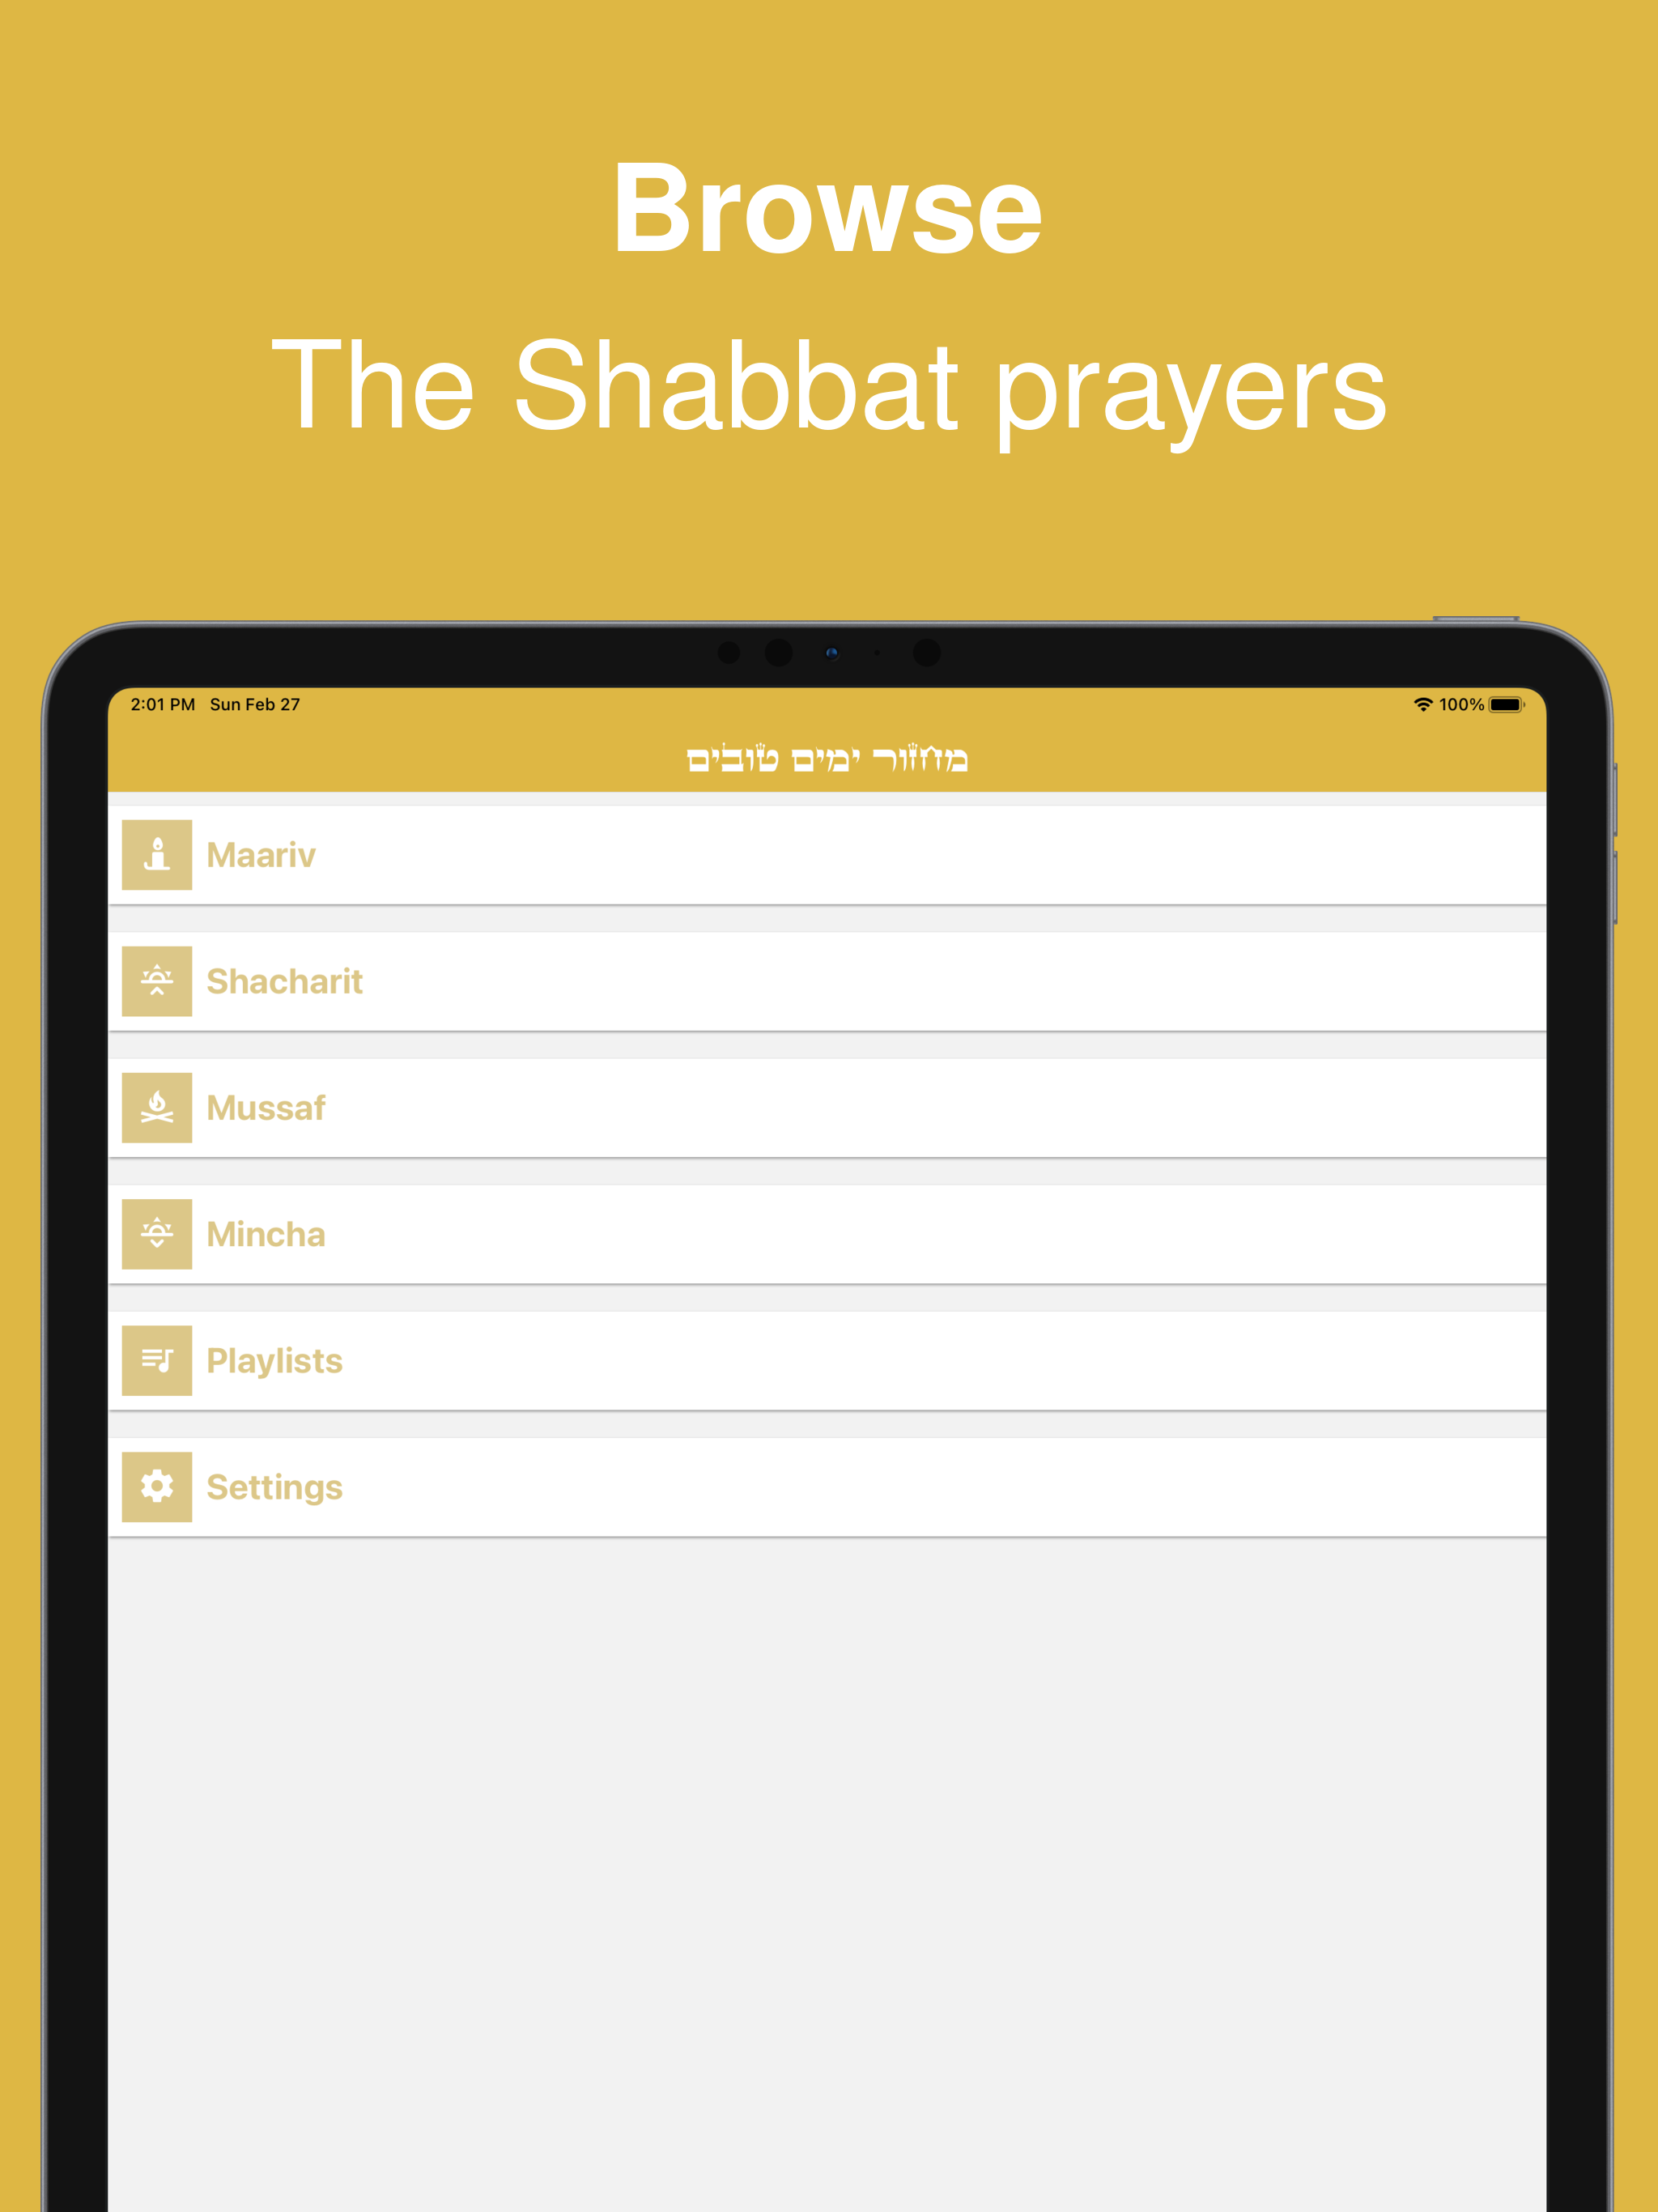 Browse
The Shabbat prayers
2:01 PM Sun Feb 27 100%
מחזור ימים טובים
Maariv
Shacharit
Mussaf
Mincha
Playlists
Settings